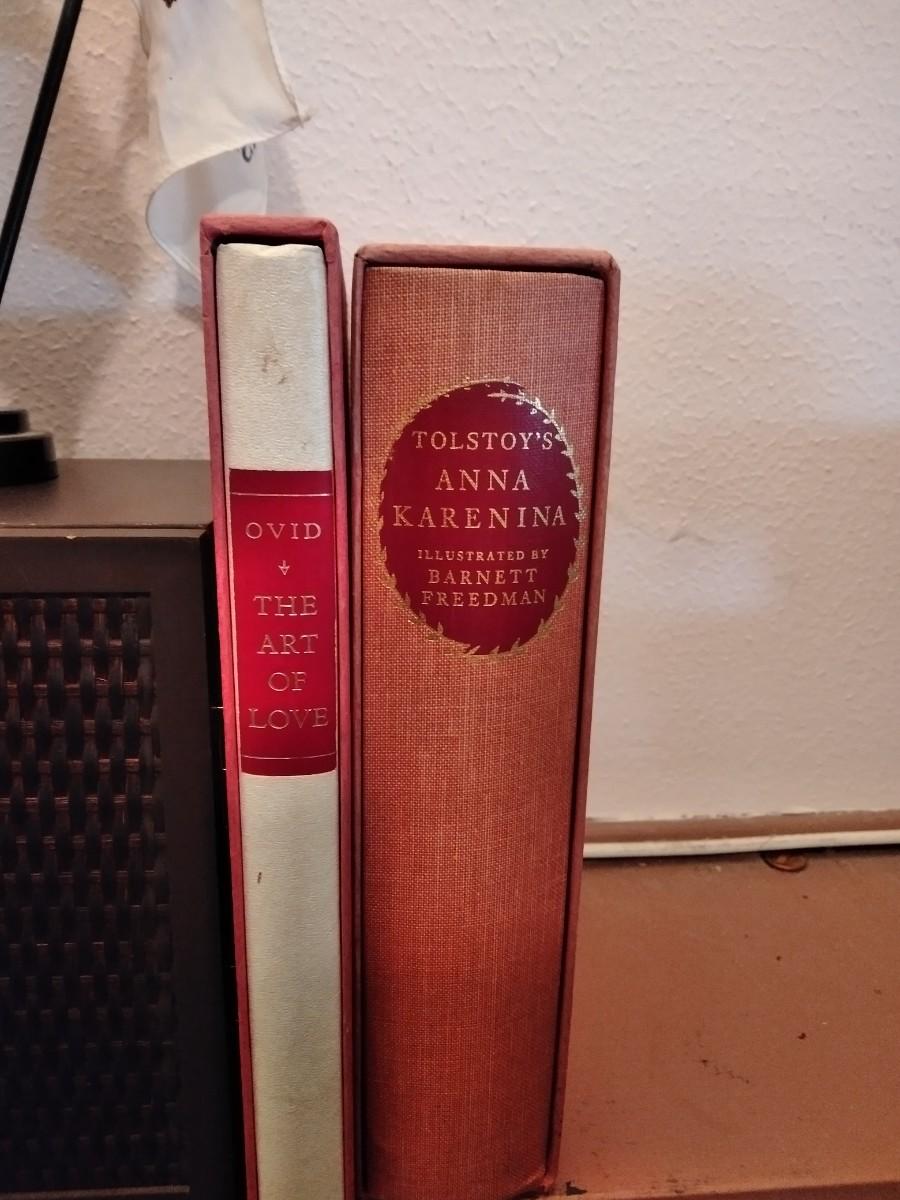 OVID
THE
ART
OF
LOVE
TOLSTOY'S
ANNA
KARENINA
ILLUSTRATED BY
BARNETT
FREEDMAN